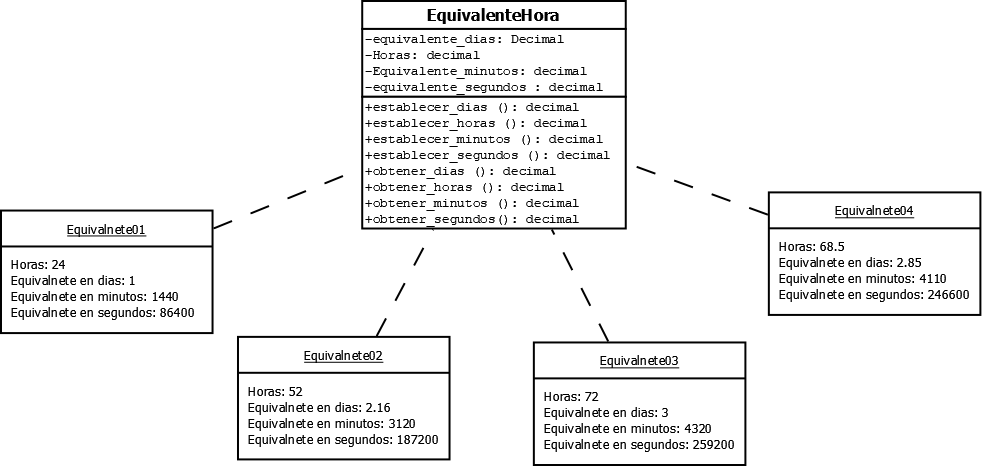 EquivalenteHora
-equivalente_dias: Decimal
-Horas: decimal
-Equivalente_minutos: decimal
-equivalente_segundos : decimal
+establecer_dias (): decimal
+establecer_horas (): decimal
+establecer_minutos (): decimal
+establecer_segundos (): decimal
+obtener_dias (): decimal
+obtener_horas (): decimal
+obtener_minutos (): decimal
+obtener_segundos(): decimal
Equivalnete01
Horas: 24
Equivalnete en dias: 1
Equivalnete en minutos: 1440
Equivalnete en segundos: 86400
Equivalnete02
Horas: 52
Equivalnete en dias: 2.16
Equivalnete en minutos: 3120
Equivalnete en segundos: 187200
Equivalnete03
Horas: 72
Equivalnete en dias: 3
Equivalnete en minutos: 4320
Equivalnete en segundos: 259200
Equivalnete04
Horas: 68.5
Equivalnete en dias: 2.85
Equivalnete en minutos: 4110
Equivalnete en segundos: 246600